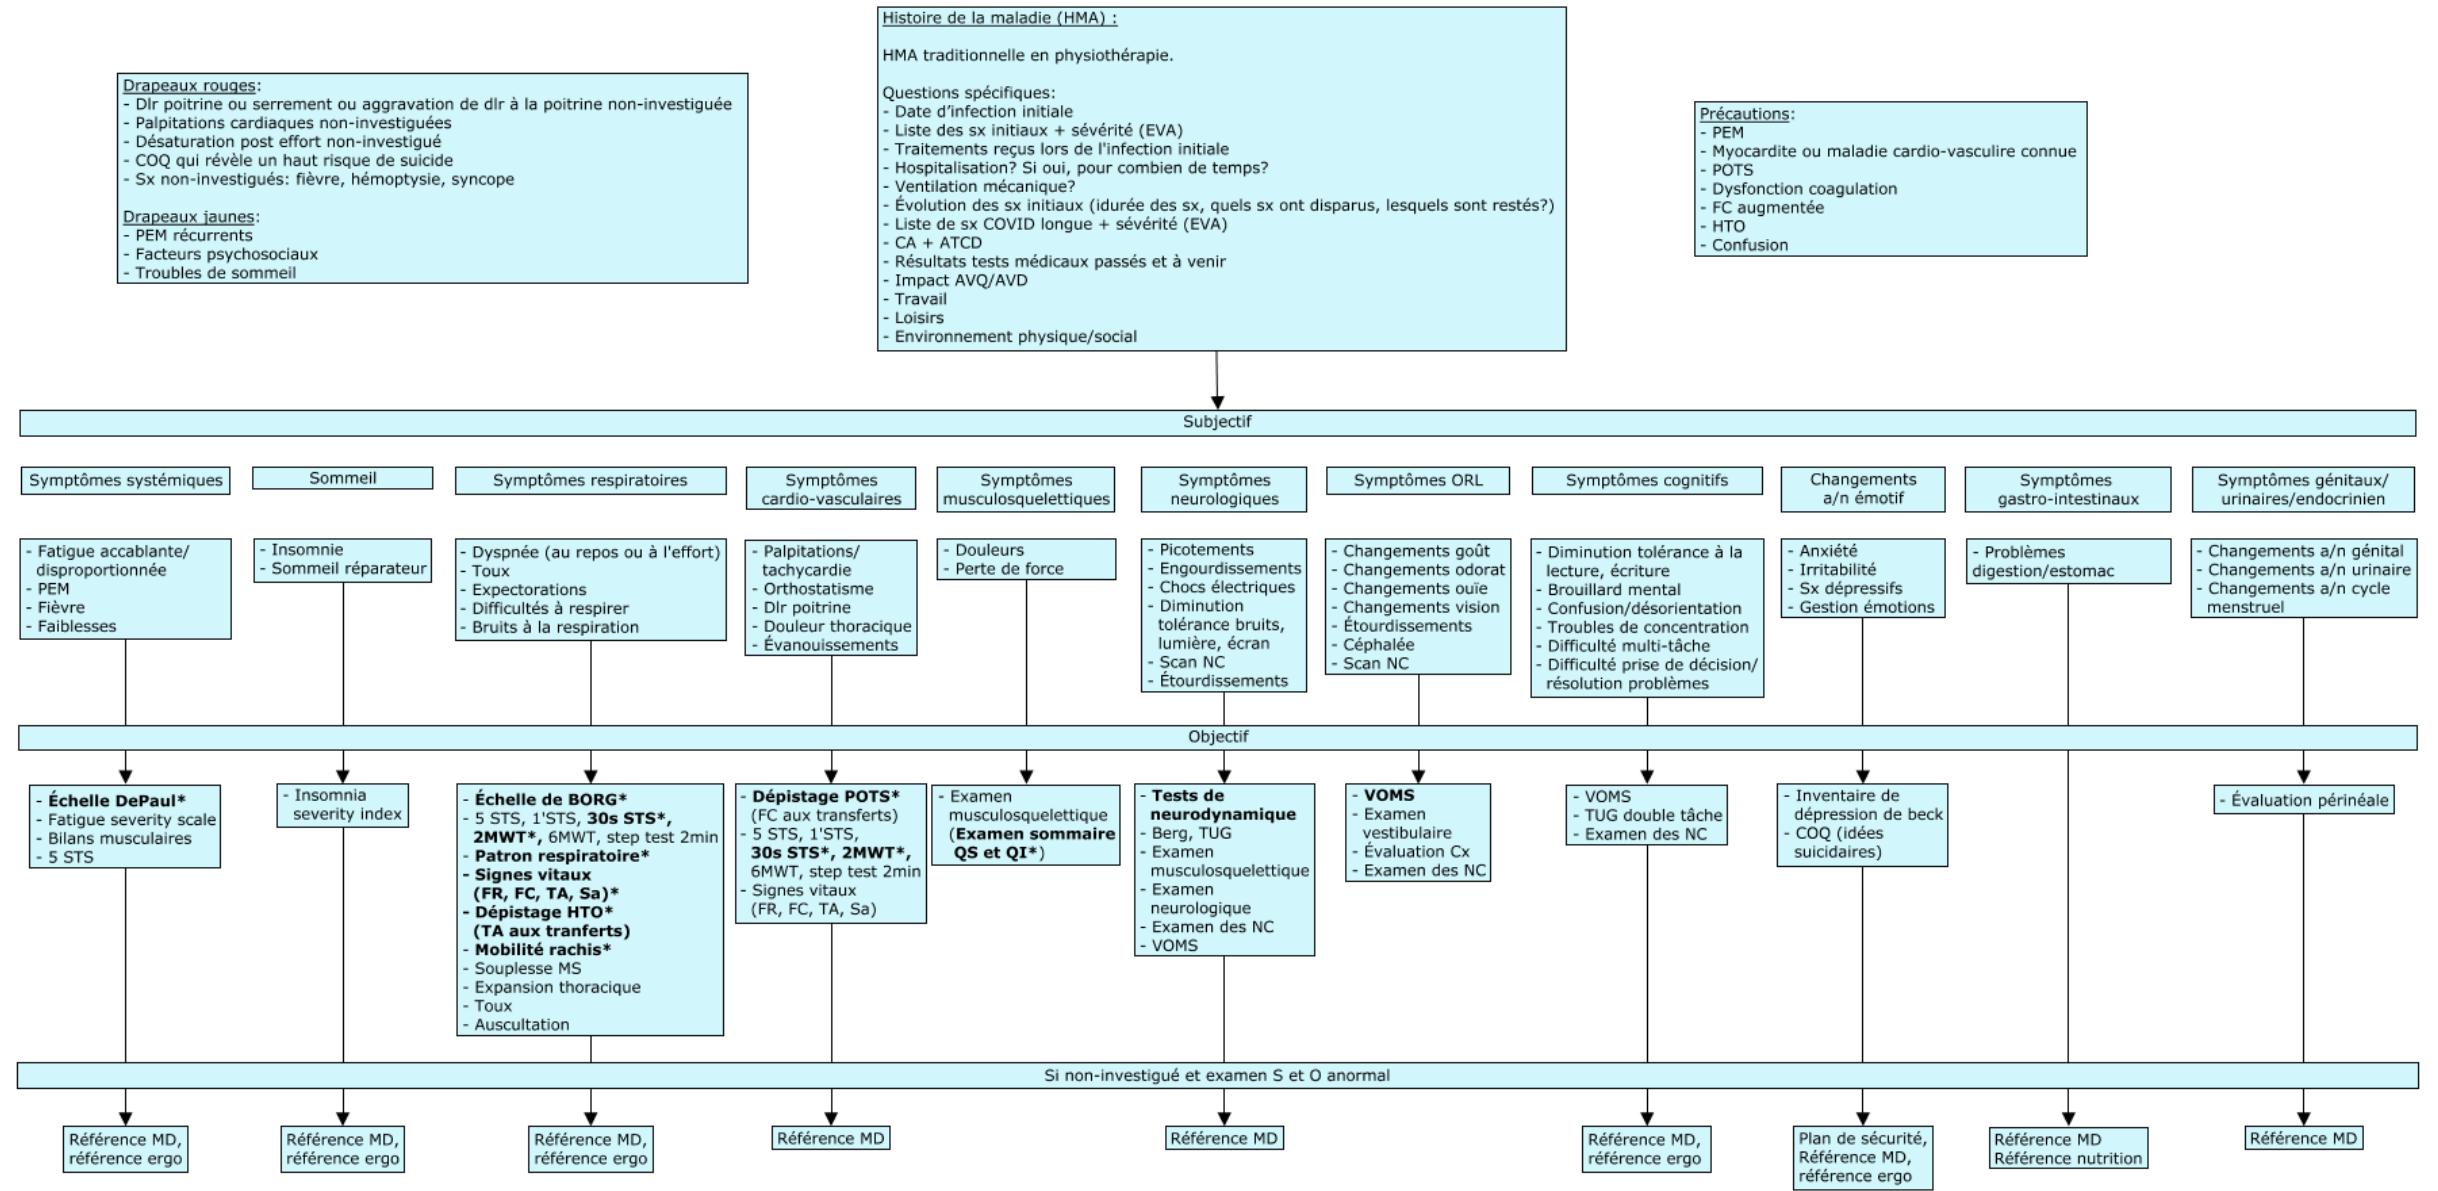 Histoire de la maladie (HMA) :
HMA traditionnelle en physiothérapie.
Questions spécifiques:
- Date d'infection initiale
- Liste des sx initiaux + sévérité (EVA)
- Traitements reçus lors de l'infection initiale
- Hospitalisation? Si oui, pour combien de temps?
- Ventilation mécanique?
- Évolution des sx initiaux (idurée des sx, quels sx ont disparus, lesquels sont restés?)
- Liste de sx COVID longue + sévérité (EVA)
- CA + ATCD
- Résultats tests médicaux passés et à venir
- Impact AVQ/AVD
- Travail
- Loisirs
- Environnement physique/social
Drapeaux rouges:
- Dlr poitrine ou serrement ou aggravation de dlr à la poitrine non-investiguée
- Palpitations cardiaques non-investiguées
- Désaturation post effort non-investigué
- COQ qui révèle un haut risque de suicide
- Sx non-investigués: fièvre, hémoptysie, syncope
Drapeaux jaunes:
- PEM récurrents
- Facteurs psychosociaux
- Troubles de sommeil
Précautions:
- PEM
- Myocardite ou maladie cardio-vasculire connue
- POTS
- Dysfonction coagulation
- FC augmentée
- HTO
- Confusion
Subjectif
Symptômes systémiques
Sommeil
Symptômes respiratoires
Symptômes
cardio-vasculaires
Symptômes
musculosquelettiques
Symptômes
neurologiques
Symptômes ORL
Symptômes cognitifs
Changements
a/n émotif
Symptômes
gastro-intestinaux
Symptômes génitaux/
urinaires/endocrinien
- Fatigue accablante/
disproportionnée
- PEM
- Fièvre
- Faiblesses
- Insomnie
- Sommeil réparateur
- Dyspnée (au repos ou à l'effort)
- Toux
- Expectorations
- Difficultés à respirer
- Bruits à la respiration
- Palpitations/
tachycardie
- Orthostatisme
- Dlr poitrine
- Douleur thoracique
- Évanouissements
- Douleurs
- Perte de force
- Picotements
- Engourdissements
- Chocs électriques
- Diminution
tolérance bruits,
lumière, écran
- Scan NC
- Étourdissements
- Changements goût
- Changements odorat
- Changements ouïe
- Changements vision
- Étourdissements
- Céphalée
- Scan NC
- Diminution tolérance à la
lecture, écriture
- Brouillard mental
- Confusion/désorientation
- Troubles de concentration
- Difficulté multi-tâche
- Difficulté prise de décision/
résolution problèmes
- Anxiété
- Irritabilité
- Sx dépressifs
- Gestion émotions
- Problèmes
digestion/estomac
- Changements a/n génital
- Changements a/n urinaire
- Changements a/n cycle
menstruel
Objectif
- Échelle DePaul*
- Fatigue severity scale
- Bilans musculaires
- 5 STS
- Insomnia
severity index
- Échelle de BORG*
- 5 STS, 1'STS, 30s STS*,
2MWT*, 6MWT, step test 2min
- Patron respiratoire*
- Signes vitaux
(FR, FC, TA, Sa)*
- Dépistage HTO*
(TA aux tranferts)
- Mobilité rachis*
- Souplesse MS
- Expansion thoracique
- Toux
- Auscultation
- Dépistage POTS*
(FC aux transferts)
- 5 STS, 1'STS,
30s STS*, 2MWT*,
6MWT, step test 2min
- Signes vitaux
(FR, FC, TA, Sa)
- Examen
musculosquelettique
(Examen sommaire
QS et QI*)
- Tests de
neurodynamique
- Berg, TUG
- Examen
musculosquelettique
- Examen
neurologique
- Examen des NC
- VOMS
- VOMS
- Examen
vestibulaire
- Évaluation Cx
- Examen des NC
- VOMS
- TUG double tâche
- Examen des NC
- Inventaire de
dépression de beck
- COQ (idées
suicidaires)
- Évaluation périnéale
Si non-investigué et examen S et O anormal
Référence MD,
référence ergo
Référence MD,
référence ergo
Référence MD,
référence ergo
Référence MD
Référence MD
Référence MD,
référence ergo
Plan de sécurité,
Référence MD,
référence ergo
Référence MD
Référence nutrition
Référence MD